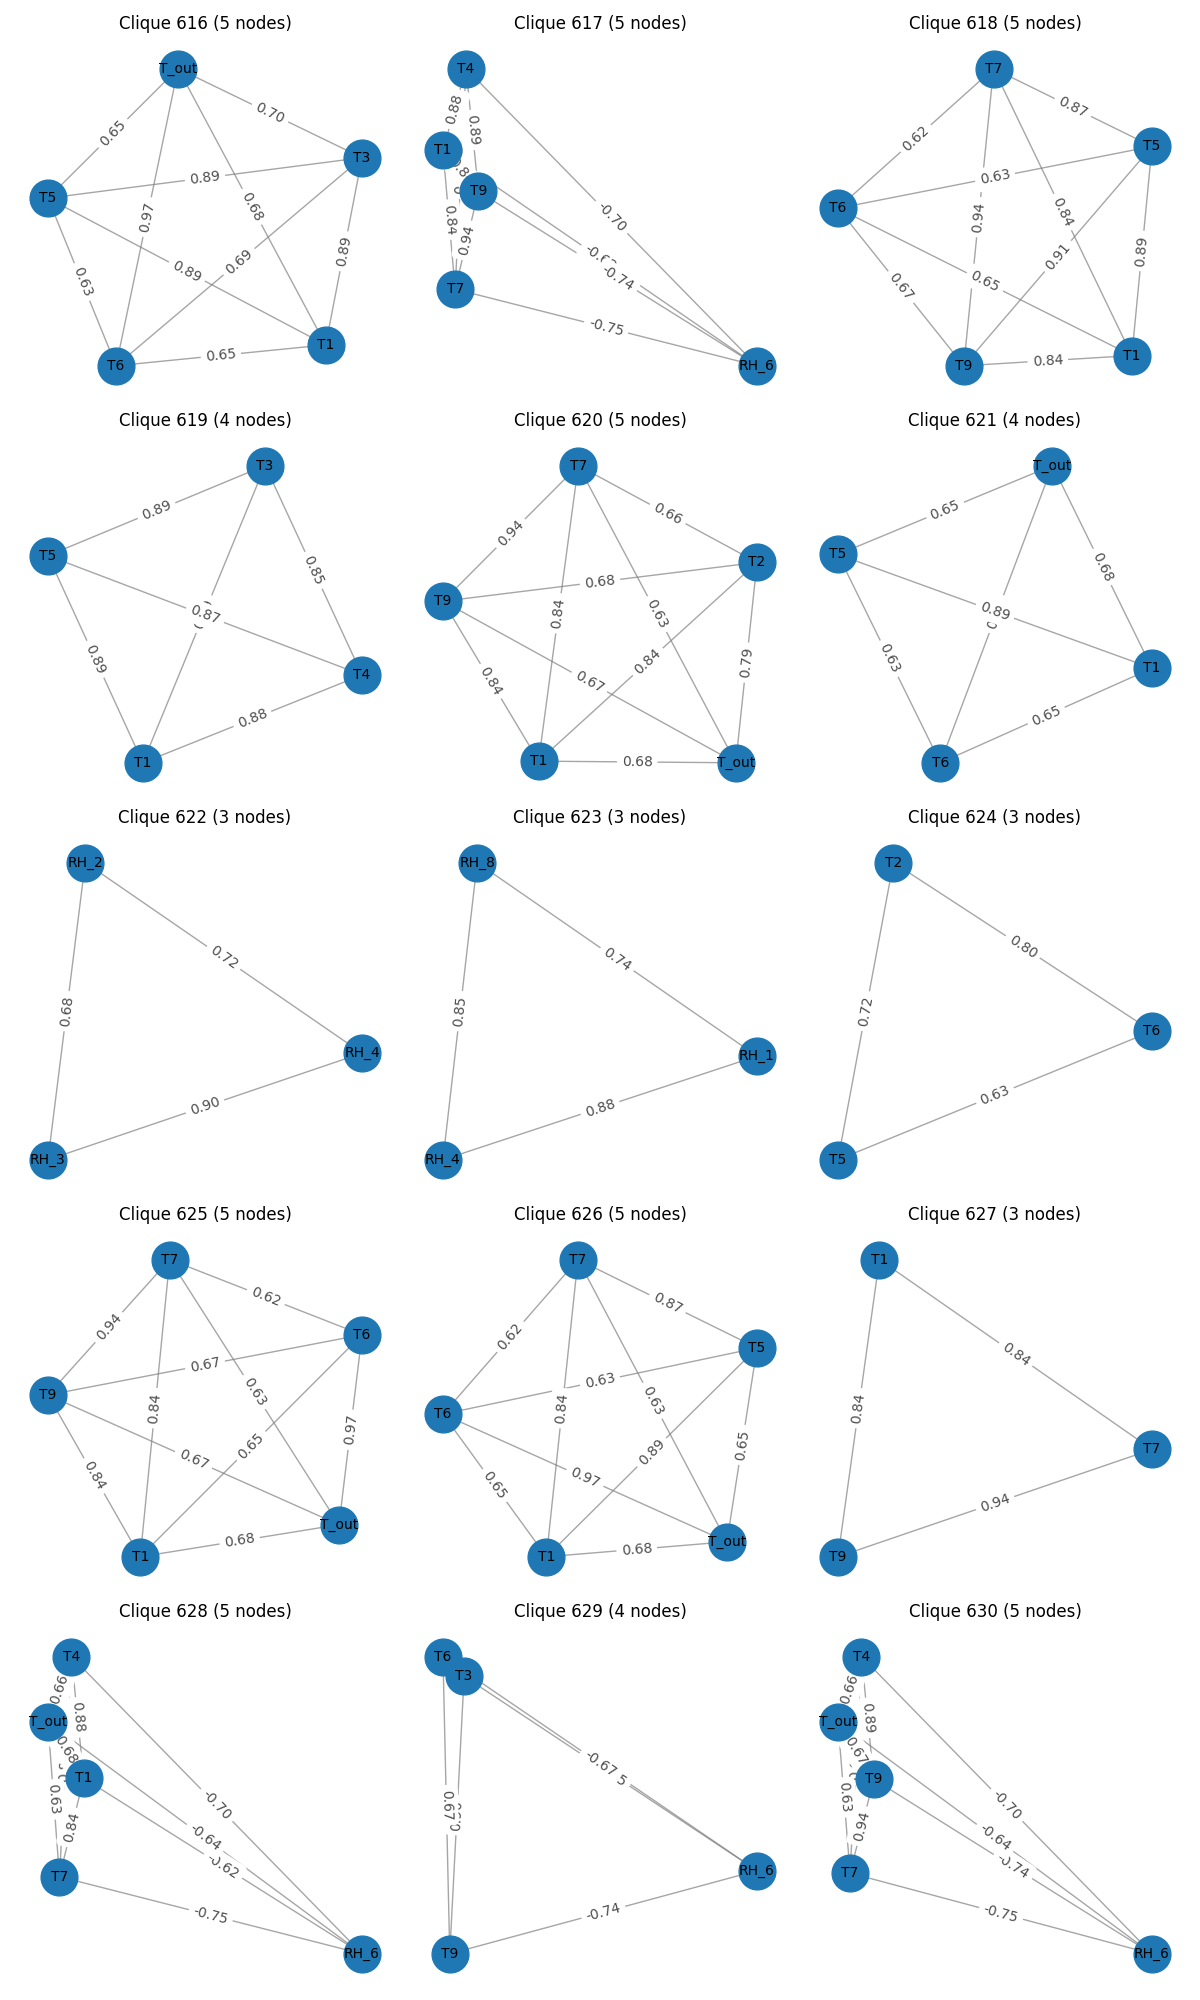 Clique 616 (5 nodes)
T_out
0.70
0.65
T3
0.89
T5
0.68
0.97
0.89
0.69
0.89
0.63
0.65
T1
T6
Clique 617 (5 nodes)
T4
0.88
0.89
T1
T9
-0.70
0.84
0.94
-0.74
T7
-0.75
RH_6
Clique 618 (5 nodes)
T7
0.87
0.62
T5
0.63
T6
0.94
0.84
0.91
0.89
0.67
0.65
0.84
T1
T9
Clique 619 (4 nodes)
T3
0.89
T5
0.85
0.87
0.89
T4
0.88
T1
Clique 620 (5 nodes)
T7
0.66
0.94
T2
0.68
T9
0.84
0.63
0.84
0.79
0.84
0.67
T1
0.68
T_out
Clique 621 (4 nodes)
T_out
0.65
T5
0.68
0.89
0.63
T1
0.65
T6
Clique 622 (3 nodes)
RH_2
0.72
0.68
RH_4
0.90
RH_3
Clique 623 (3 nodes)
RH_8
0.74
0.85
RH_1
0.88
RH_4
Clique 624 (3 nodes)
T2
0.80
0.72
T6
0.63
T5
Clique 625 (5 nodes)
T7
0.62
0.94
T6
0.67
T9
0.63
0.84
0.97
0.65
0.67
0.84
T_out
0.68
T1
Clique 626 (5 nodes)
T7
0.87
0.62
T5
0.63
0.63
0.84
T6
0.65
0.89
0.97
0.65
T_out
0.68
T1
Clique 627 (3 nodes)
T1
0.84
0.84
T7
0.94
T9
Clique 628 (5 nodes)
T4
0.66
0.88
T_out
0.68
T1
-0.70
0.63
0.84
-0.64
-0.62
T7
-0.75
RH_6
Clique 629 (4 nodes)
T6
T3
-0.67
0.67
RH_6
-0.74
T9
Clique 630 (5 nodes)
T4
0.66
0.89
T_out
0.67
T9
-0.70
0.63
0.94
-0.64
-0.74
T7
-0.75
RH_6